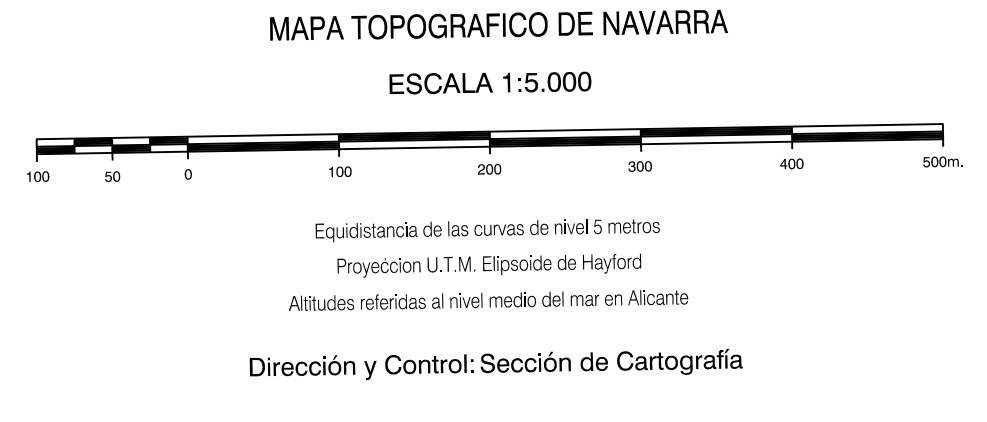 MAPA TOPOGRAFICO DE NAVARRA
ESCALA 1:5.000
100 50 0 100 200 300 400 500m.
Equidistancia de las curvas de nivel 5 metros
Proyeccion U.T.M. Elipsoide de Hayford
Altitudes referidas al nivel medio del mar en Alicante
Dirección y Control: Sección de Cartografía